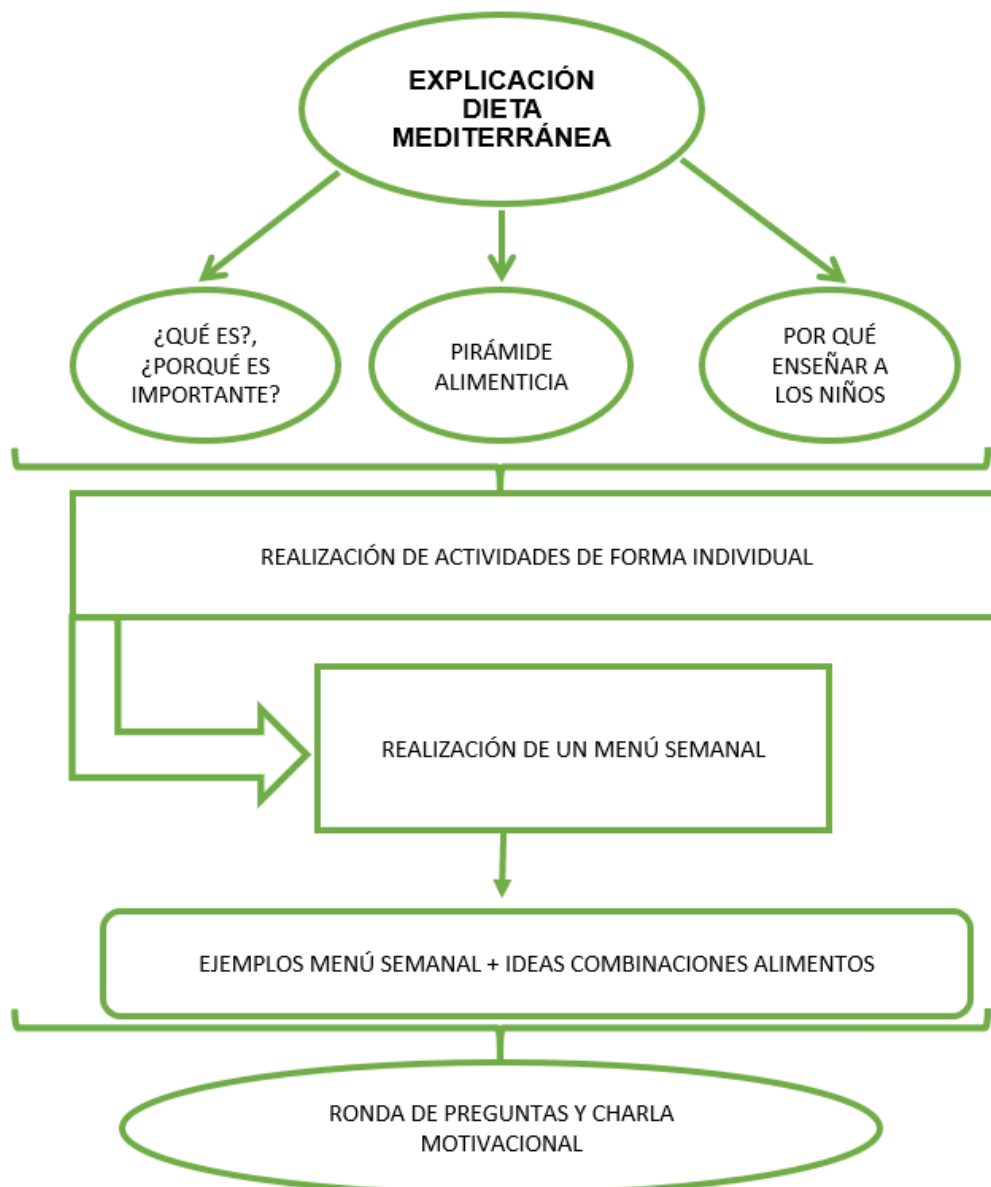 EXPLICACIÓN
DIETA
MEDITERRÁNEA
¿QUÉ ES?,
¿PORQUÉ ES
IMPORTANTE?
PIRÁMIDE
ALIMENTICIA
POR QUÉ
ENSEÑAR A
LOS NIÑOS
REALIZACIÓN DE ACTIVIDADES DE FORMA INDIVIDUAL
REALIZACIÓN DE UN MENÚ SEMANAL
EJEMPLOS MENÚ SEMANAL + IDEAS COMBINACIONES ALIMENTOS
RONDA DE PREGUNTAS Y CHARLA
MOTIVACIONAL